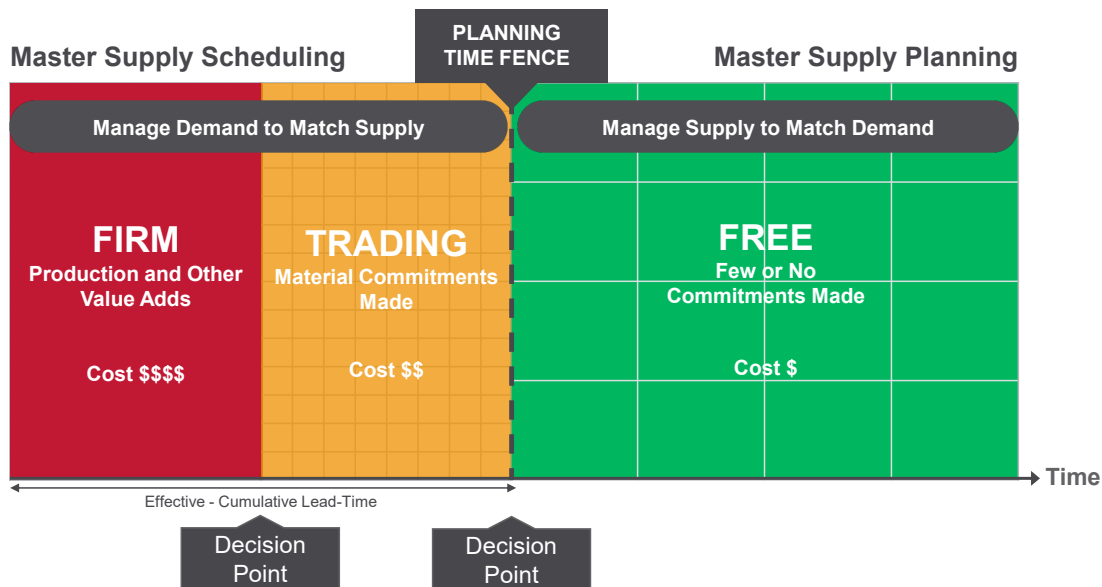 PLANNING
TIME FENCE
Master Supply Scheduling
Master Supply Planning
Manage Demand to Match Supply
Manage Supply to Match Demand
FIRM
Production and Other
Value Adds
Cost $$$$
TRADING
Material Commitments
Made
Cost $$
FREE
Few or No
Commitments Made
Cost $
Time
Effective - Cumulative Lead-Time
Decision
Point
Decision
Point